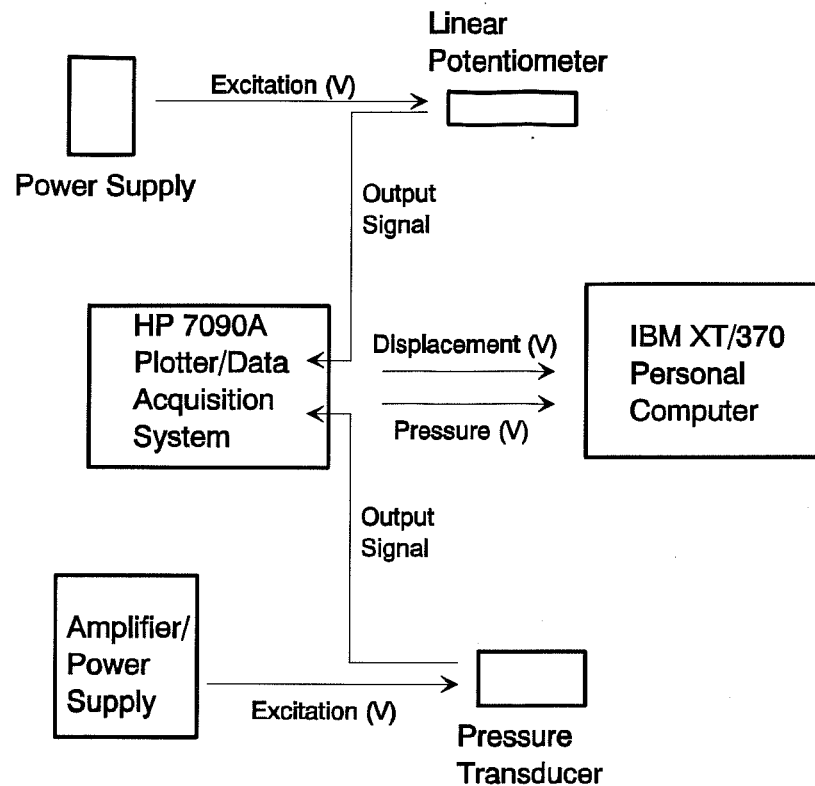 Linear
Potentiometer
Excitation (V)
Power Supply
Output
Signal
HP 7090A
Plotter/Data
Acquisition
System
Displacement (V)
Pressure (V)
IBM XT/370
Personal
Computer
Output
Signal
Amplifier/
Power
Supply
Excitation (V)
Pressure
Transducer